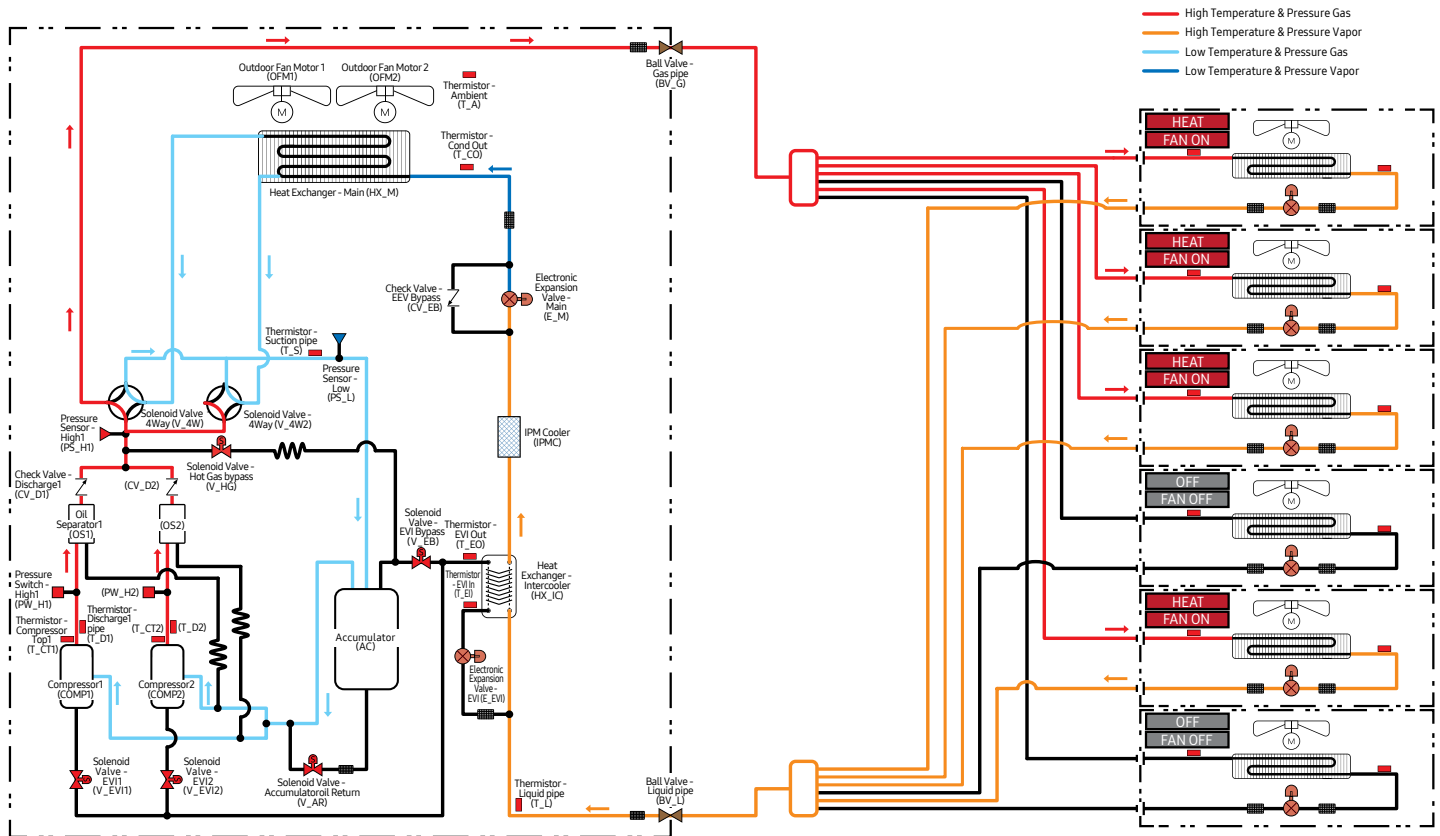 High Temperature & Pressure Gas
High Temperature & Pressure Vapor
Low Temperature & Pressure Gas
Low Temperature & Pressure Vapor
Outdoor Fan Motor 1
(OFM1)
Outdoor Fan Motor 2
(OFM2)
M
M
Thermistor -
Ambient
(T_A)
Ball Valve -
Gas pipe
(BV_G)
Thermistor -
Cond Out
(T_CO)
Heat Exchanger - Main (HX_M)
Check Valve -
EEV Bypass
(CV_EB)
Electronic
Expansion
Valve -
Main
(E_M)
Thermistor -
Suction pipe
(T_S)
Pressure
Sensor -
Low
(PS_L)
Solenoid Valve
4Way (V_4W)
Solenoid Valve -
4Way (V_4W2)
Pressure
Sensor -
High1
(PS_H1)
S
Solenoid Valve -
Hot Gas bypass
(V_HG)
IPM Cooler
(IPMC)
Check Valve -
Discharge1
(CV_D1)
(CV_D2)
Oil
Separator1
(OS1)
(OS2)
Solenoid
Valve -
EVI Bypass
(V_EB)
S
Thermistor -
EVI Out
(T_EO)
Thermistor
- EVI In
(T_EI)
Heat
Exchanger -
Intercooler
(HX_IC)
Pressure
Switch -
High1
(PW_H1)
(PW_H2)
Thermistor -
Compressor
Top1
(T_CT1)
Thermistor -
Discharge1
pipe
(T_D1)
(T_CT2)
(T_D2)
Accumulator
(AC)
Electronic
Expansion
Valve -
EVI (E_EVI)
Compressor1
(COMP1)
Compressor2
(COMP2)
Solenoid
Valve -
EVI1
(V_EVI1)
S
Solenoid
Valve -
EVI2
(V_EVI2)
S
S
Solenoid Valve -
Accumulatoroil Return
(V_AR)
Thermistor -
Liquid pipe
(T_L)
Ball Valve -
Liquid pipe
(BV_L)
HEAT
FAN ON
M
HEAT
FAN ON
M
HEAT
FAN ON
M
OFF
FAN OFF
M
HEAT
FAN ON
M
OFF
FAN OFF
M